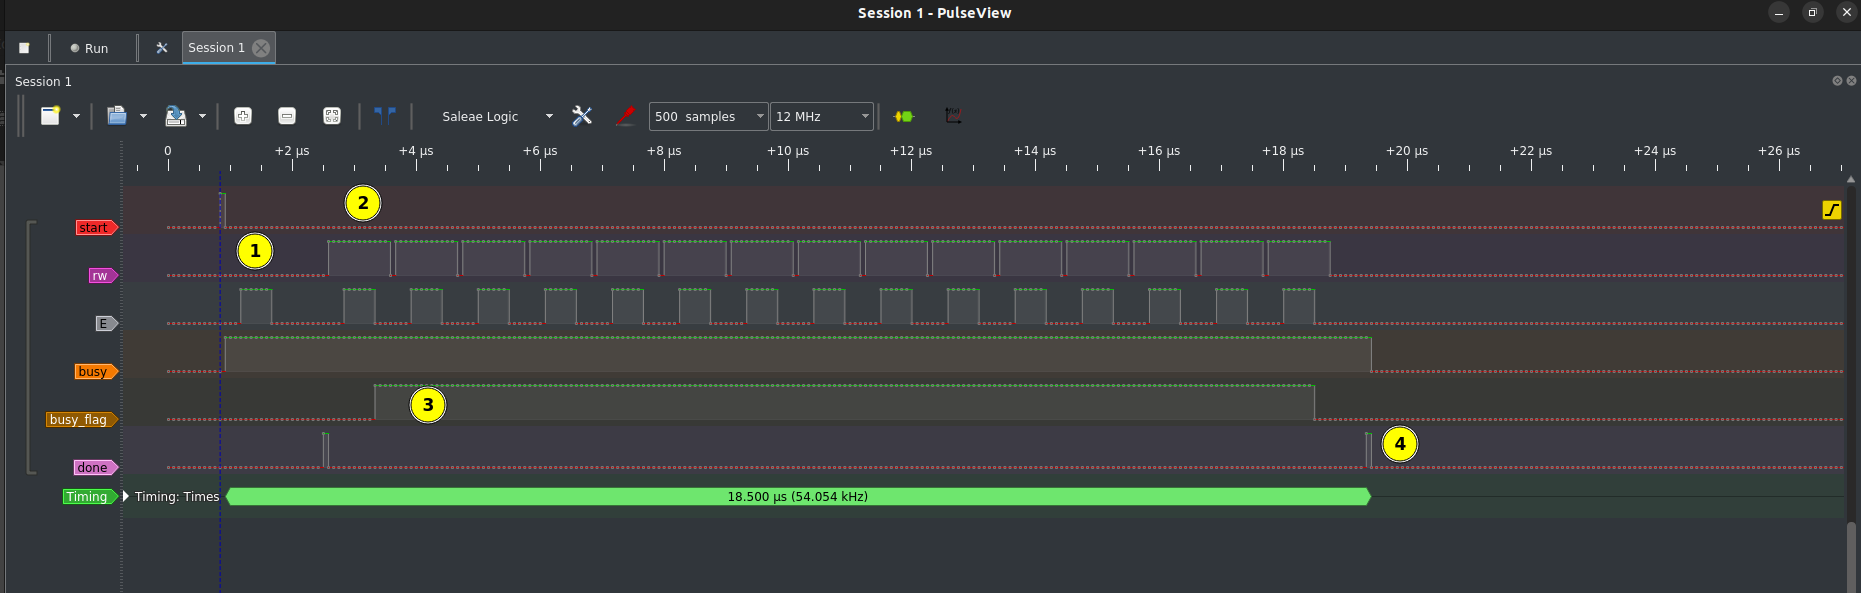 Session 1 - PulseView
Run
Session 1
Session 1
Saleae Logic
500 samples
12 MHz
0
+2 µs
+4 µs
+6 µs
+8 µs
+10 µs
+12 µs
+14 µs
+16 µs
+18 µs
+20 µs
+22 µs
+24 µs
+26 µs
2
start
1
rw
E
busy
3
busy_flag
4
done
Timing
Timing: Times
18.500 µs (54.054 kHz)